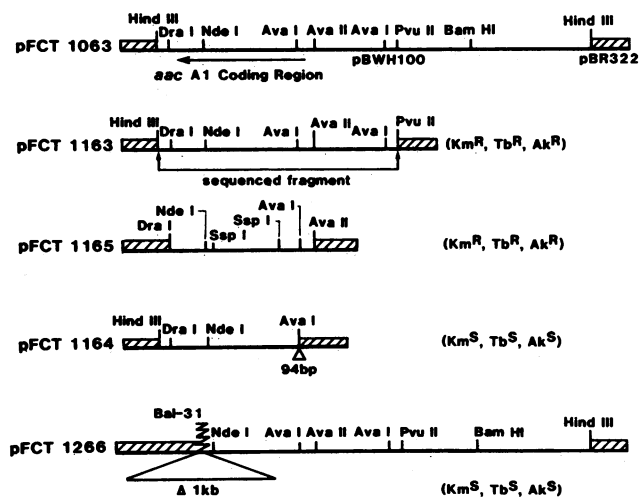 Hind III Hind III
Dra I Nde I Ava I Ava II Ava I Pvu II Bam HI
pFCT 1063
aac A1 Coding Region pBWH100 pBR322
Hind III Pvu II
Dra I Nde I Ava I Ava II Ava I
pFCT 1163 (KmR, TbR, AkR)
sequenced fragment
Ava I
Nde I Ssp I
Dra I Ssp I Ava II
pFCT 1165 (KmR, TbR, AkR)
Hind III Ava I
Dra I Nde I
pFCT 1164 (KmS, TbS, AkS)
94bp
Bal-31 Hind III
Nde I Ava I Ava II Ava I Pvu II Bam HI
pFCT 1266
Δ 1kb (KmS, TbS, AkS)